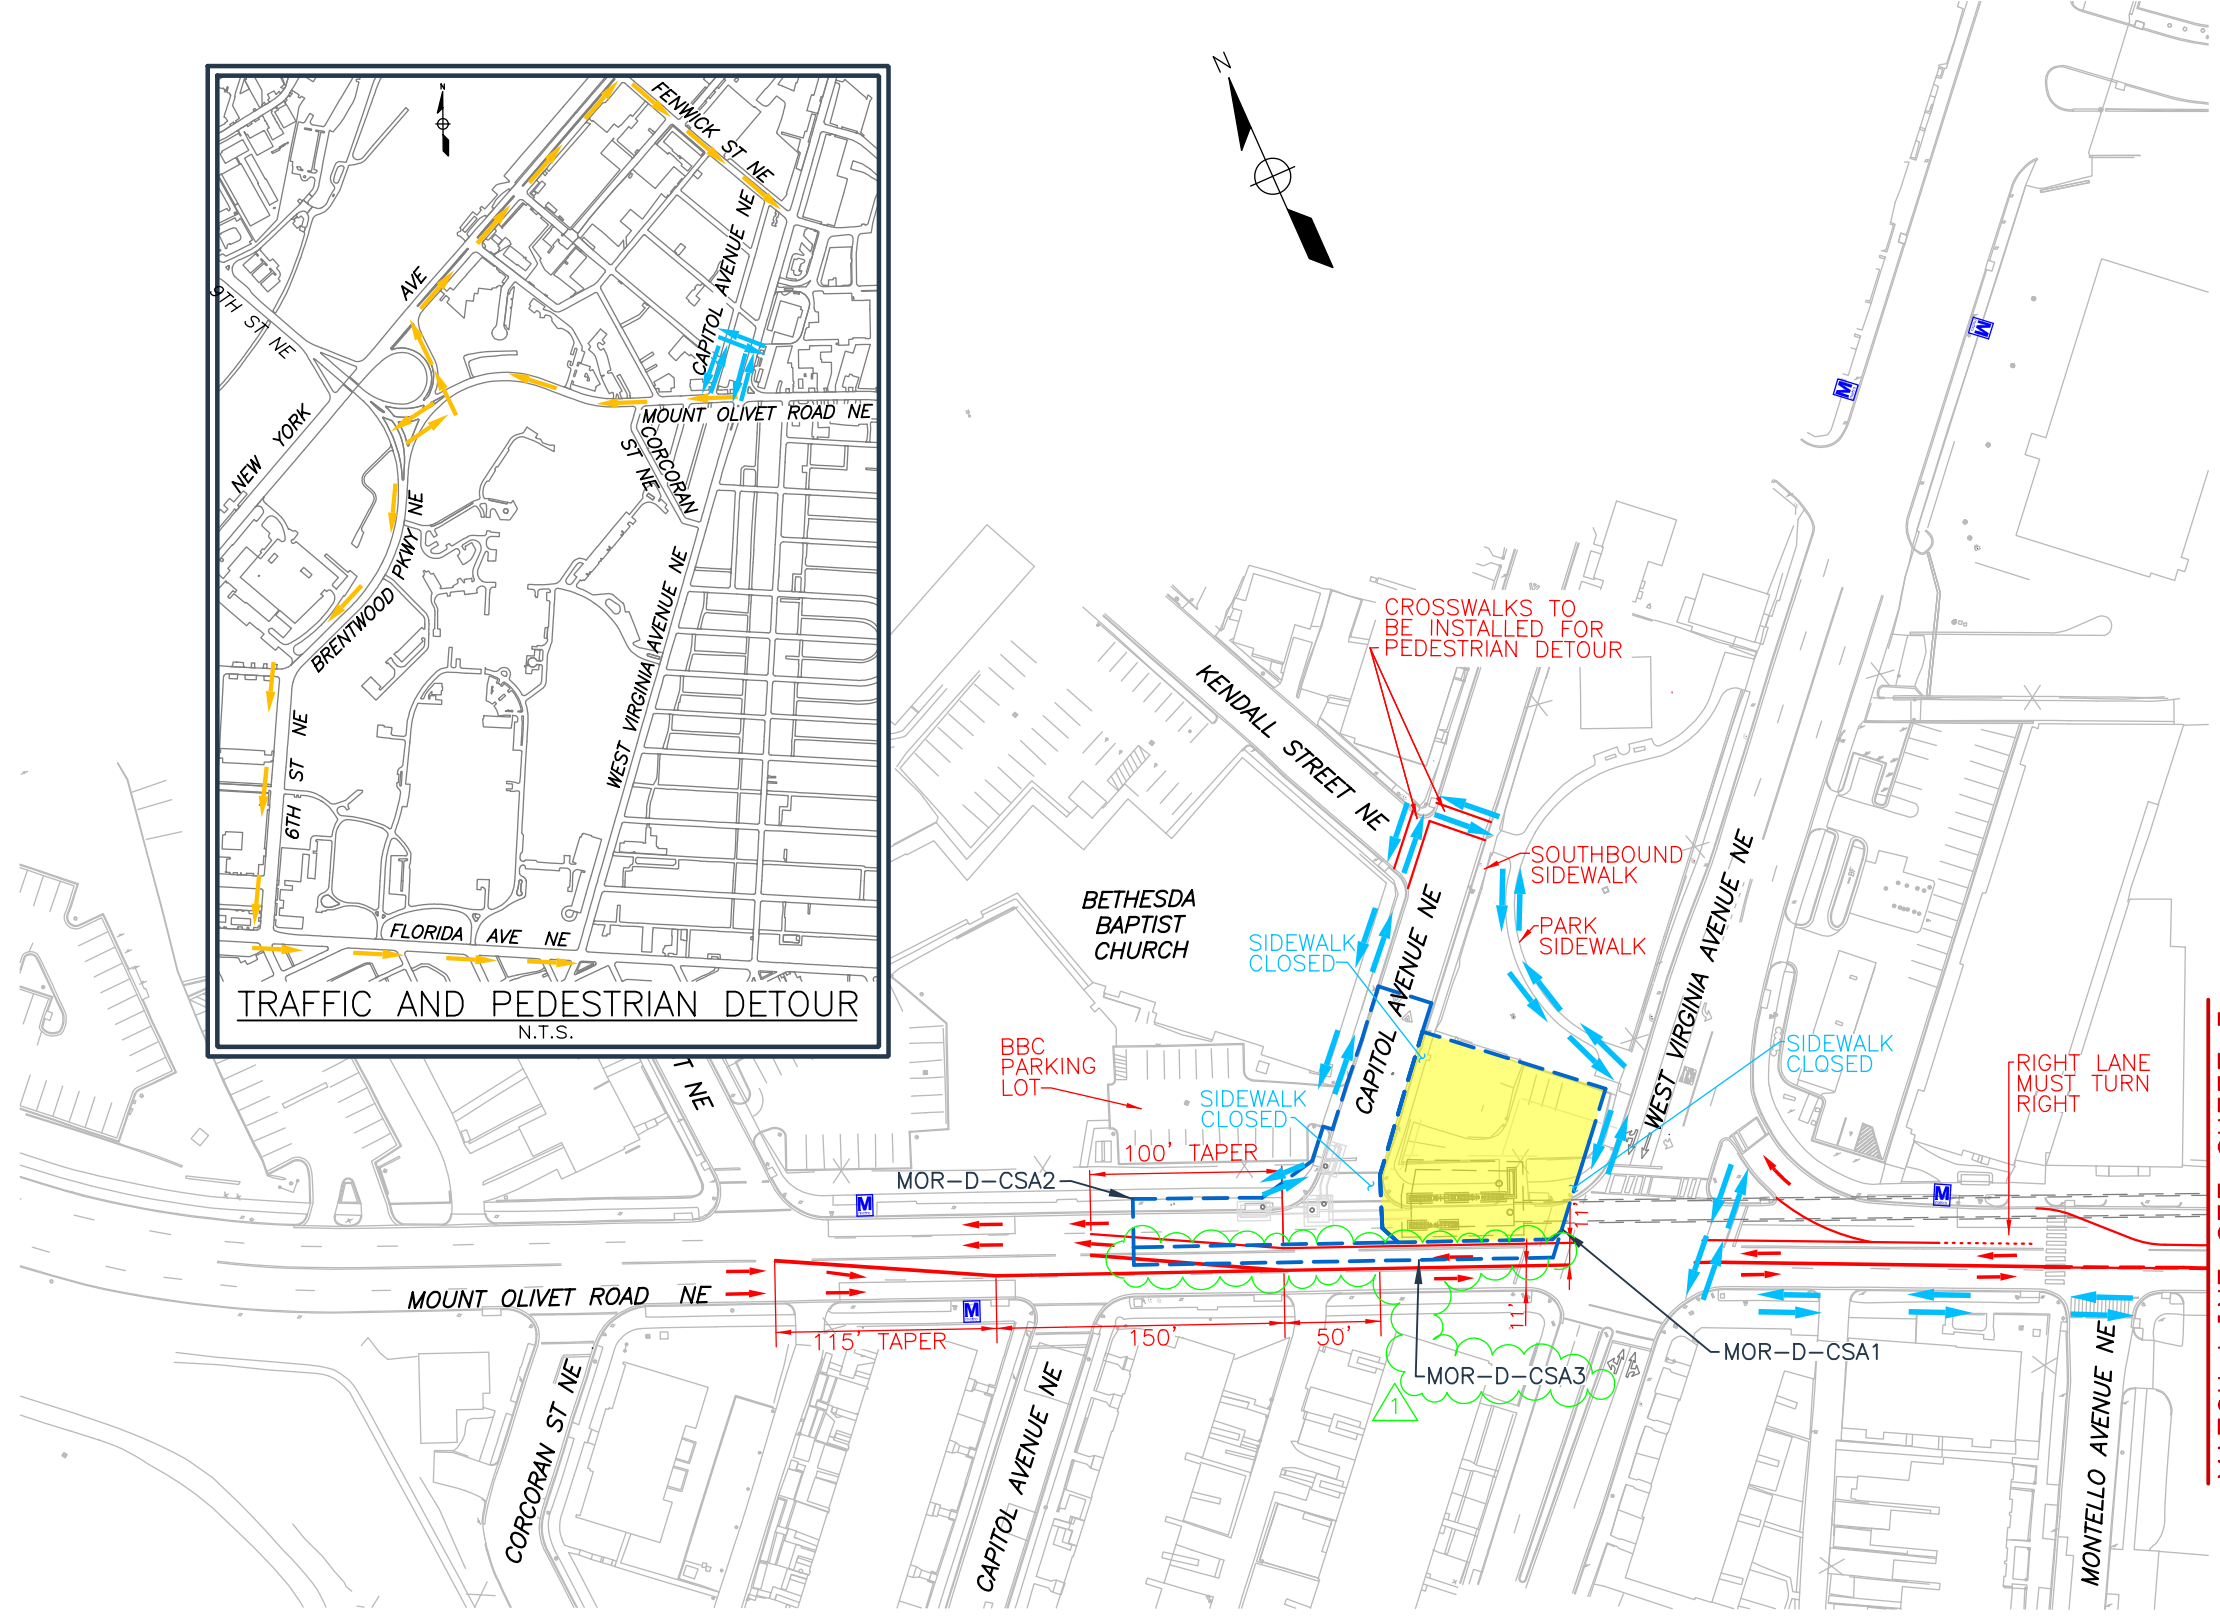 N
FENWICK ST NE
CAPITOL AVENUE NE
AVE
9TH ST NE
NEW YORK
MOUNT OLIVET ROAD NE
CORCORAN
ST NE
BRENTWOOD PKWY NE
WEST VIRGINIA AVENUE NE
6TH ST NE
FLORIDA AVE NE
TRAFFIC AND PEDESTRIAN DETOUR
N.T.S.
N
M
M
CROSSWALKS TO
BE INSTALLED FOR
PEDESTRIAN DETOUR
KENDALL STREET NE
SOUTHBOUND
SIDEWALK
PARK
SIDEWALK
BETHESDA
BAPTIST
CHURCH
SIDEWALK
CLOSED
CAPITOL AVENUE NE
WEST VIRGINIA AVENUE NE
SIDEWALK
CLOSED
BBC
PARKING
LOT
SIDEWALK
CLOSED
RIGHT LANE
MUST TURN
RIGHT
T NE
100' TAPER
MOR-D-CSA2
M
M
11'
MOUNT OLIVET ROAD NE
M
115' TAPER
150'
50'
11'
MOR-D-CSA3
MOR-D-CSA1
1
CORCORAN ST NE
CAPITOL AVENUE NE
MONTELLO AVENUE NE